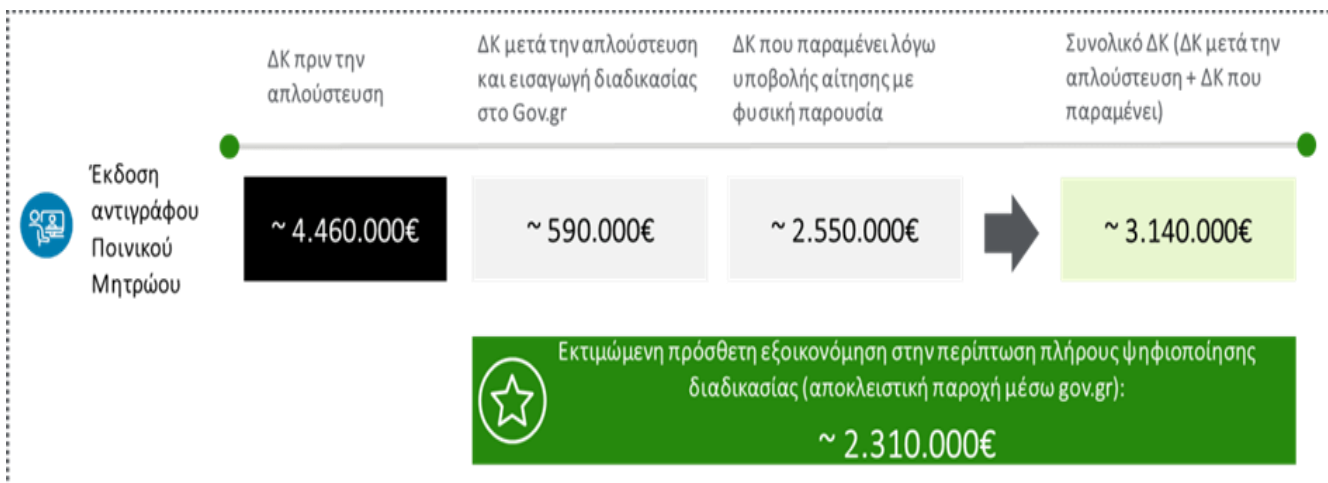 ΔΚ πριν την
απλούστευση
ΔΚ μετά την απλούστευση
και εισαγωγή διαδικασίας
στο Gov.gr
ΔΚ που παραμένει λόγω
υποβολής αίτησης με
φυσική παρουσία
Συνολικό ΔΚ (ΔΚ μετά την
απλούστευση + ΔΚ που
παραμένει)
Έκδοση
αντιγράφου
Ποινικού
Μητρώου
~ 4.460.000€
~ 590.000€
~ 2.550.000€
~ 3.140.000€
Εκτιμώμενη πρόσθετη εξοικονόμηση στην περίπτωση πλήρους ψηφιοποίησης
διαδικασίας (αποκλειστική παροχή μέσω gov.gr):
~ 2.310.000€